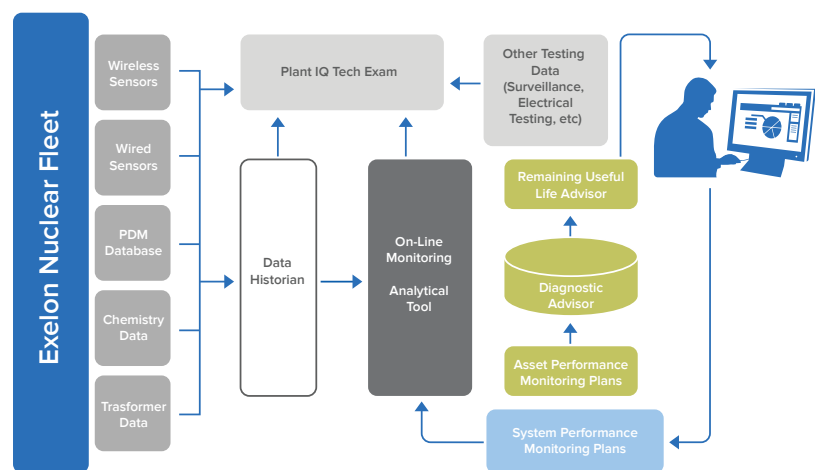 Exelon Nuclear Fleet
Wireless
Sensors
Wired
Sensors
PDM
Database
Chemistry
Data
Trasformer
Data
Plant IQ Tech Exam
Other Testing
Data
(Surveillance,
Electrical
Testing, etc)
Data
Historian
On-Line
Monitoring
Analytical
Tool
Remaining Useful
Life Advisor
Diagnostic
Advisor
Asset Performance
Monitoring Plans
System Performance
Monitoring Plans